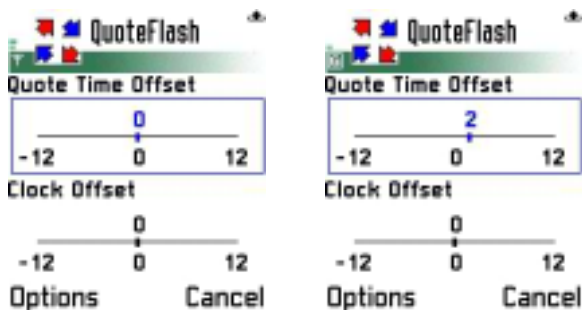 QuoteFlash
Quote Time Offset
0
-12 0 12
Clock Offset
0
-12 0 12
Options Cancel
QuoteFlash
Quote Time Offset
2
-12 0 12
Clock Offset
0
-12 0 12
Options Cancel